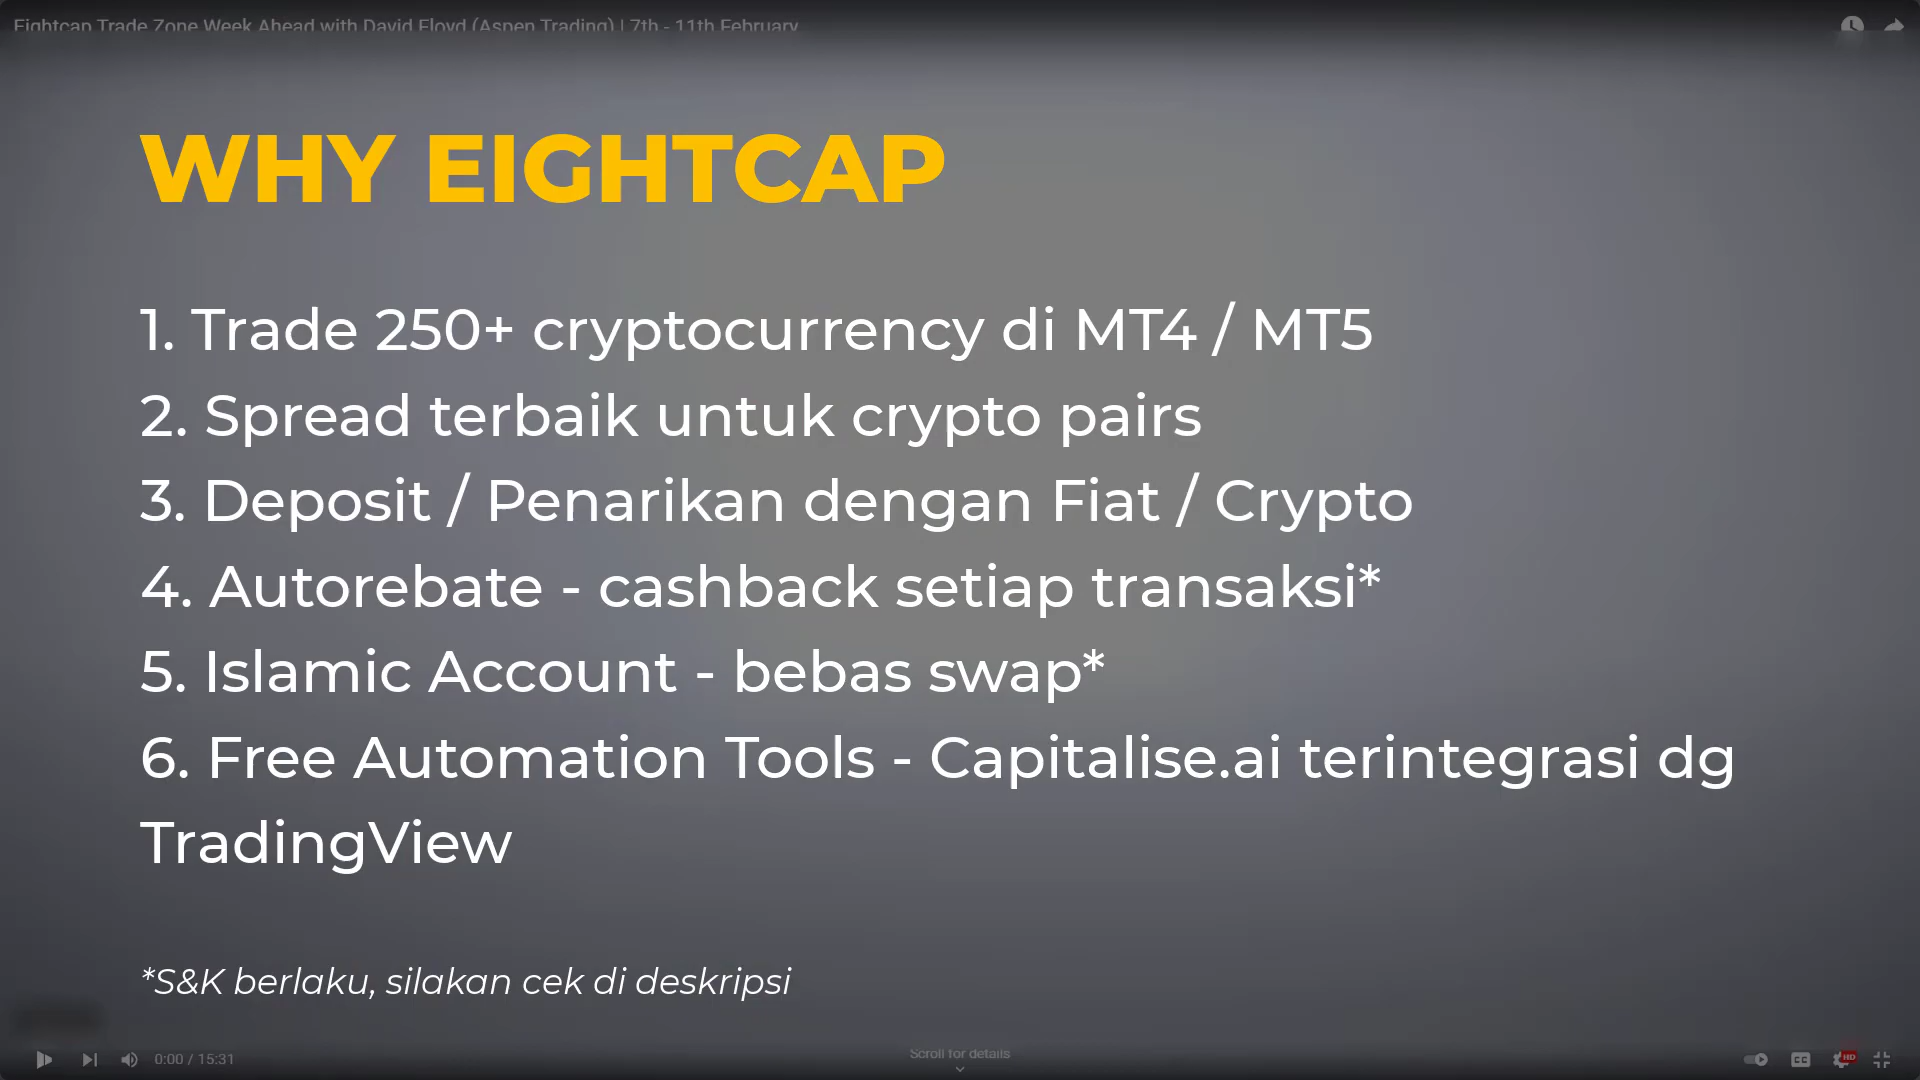 Eightcap Trade Zone Week Ahead with David Floyd (Aspen Trading) | 7th - 11th February
WHY EIGHTCAP
1. Trade 250+ cryptocurrency di MT4 / MT5
2. Spread terbaik untuk crypto pairs
3. Deposit / Penarikan dengan Fiat / Crypto
4. Autorebate - cashback setiap transaksi*
5. Islamic Account - bebas swap*
6. Free Automation Tools - Capitalise.ai terintegrasi dg
TradingView
*S&K berlaku, silakan cek di deskripsi
0:00 / 15:31
Scroll for details
CC
HD